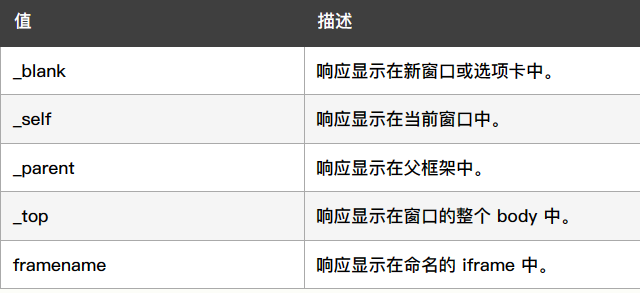 值 描述
_blank 响应显示在新窗口或选项卡中。
_self 响应显示在当前窗口中。
_parent 响应显示在父框架中。
_top 响应显示在窗口的整个 body 中。
framename 响应显示在命名的 iframe 中。